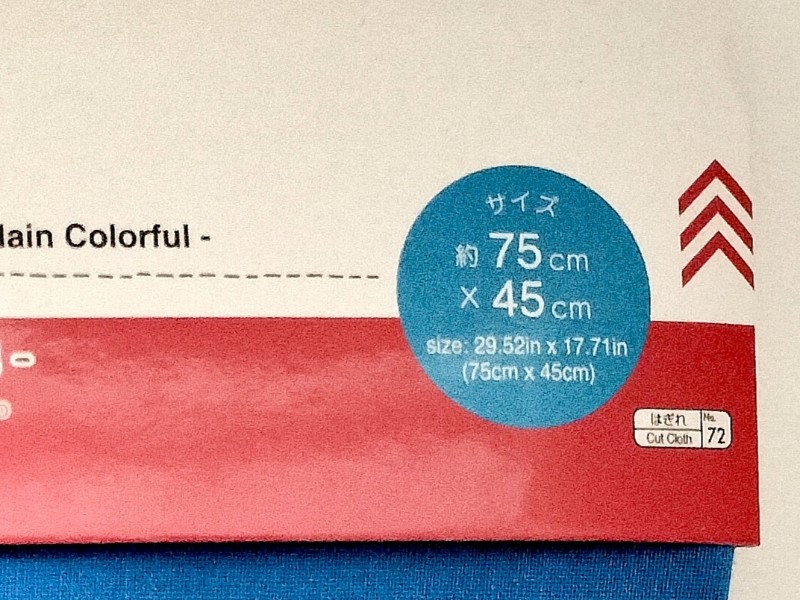 Colorful -
サイズ
約 75 cm
× 45 cm
size: 29.52in x 17.71in
(75cm x 45cm)
はぎれ
Cut Cloth
No.
72